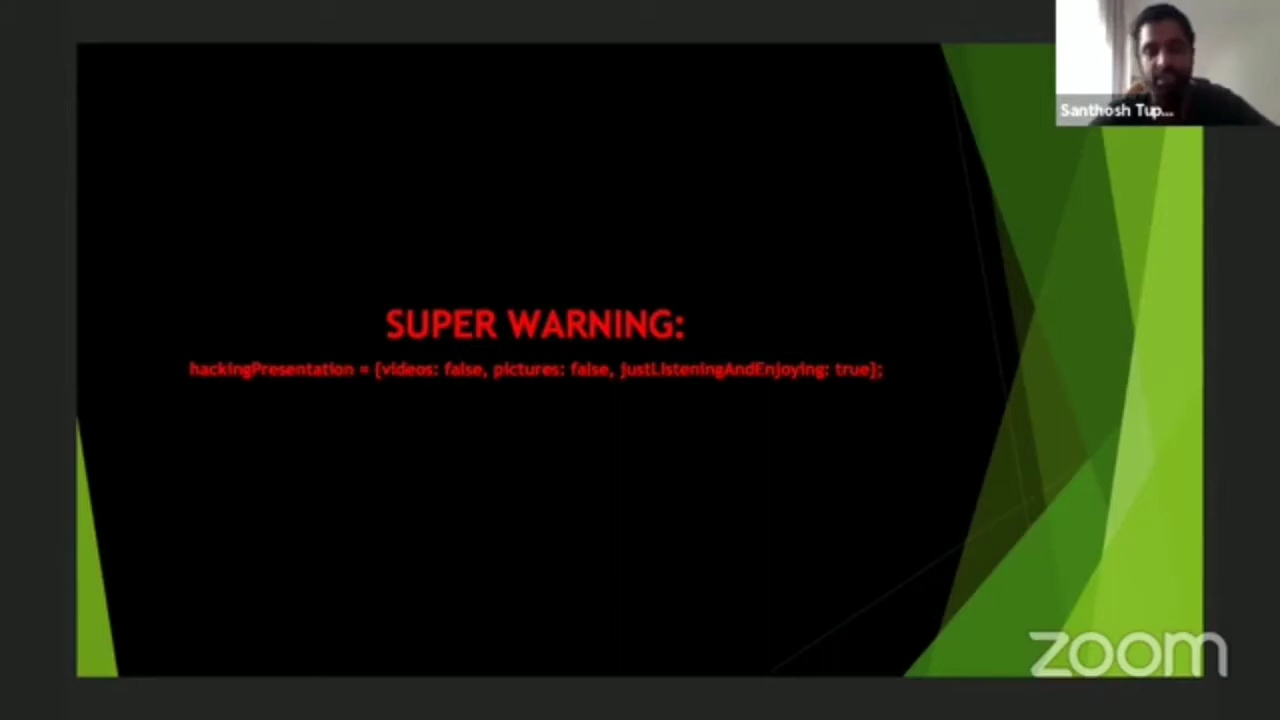 Santhosh Tup...
SUPER WARNING:
hackingPresentation = {videos: false, pictures: false, justListeningAndEnjoying: true};
zoom